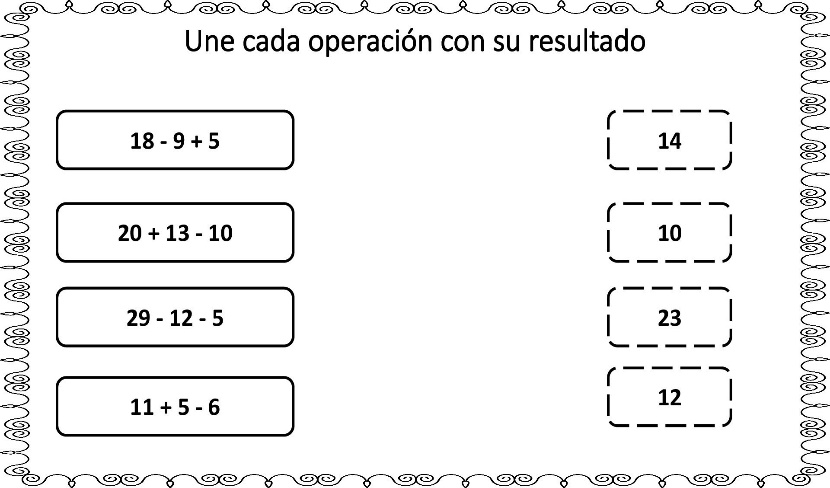 Une cada operación con su resultado
18 - 9 + 5
14
20 + 13 - 10
10
29 - 12 - 5
23
11 + 5 - 6
12